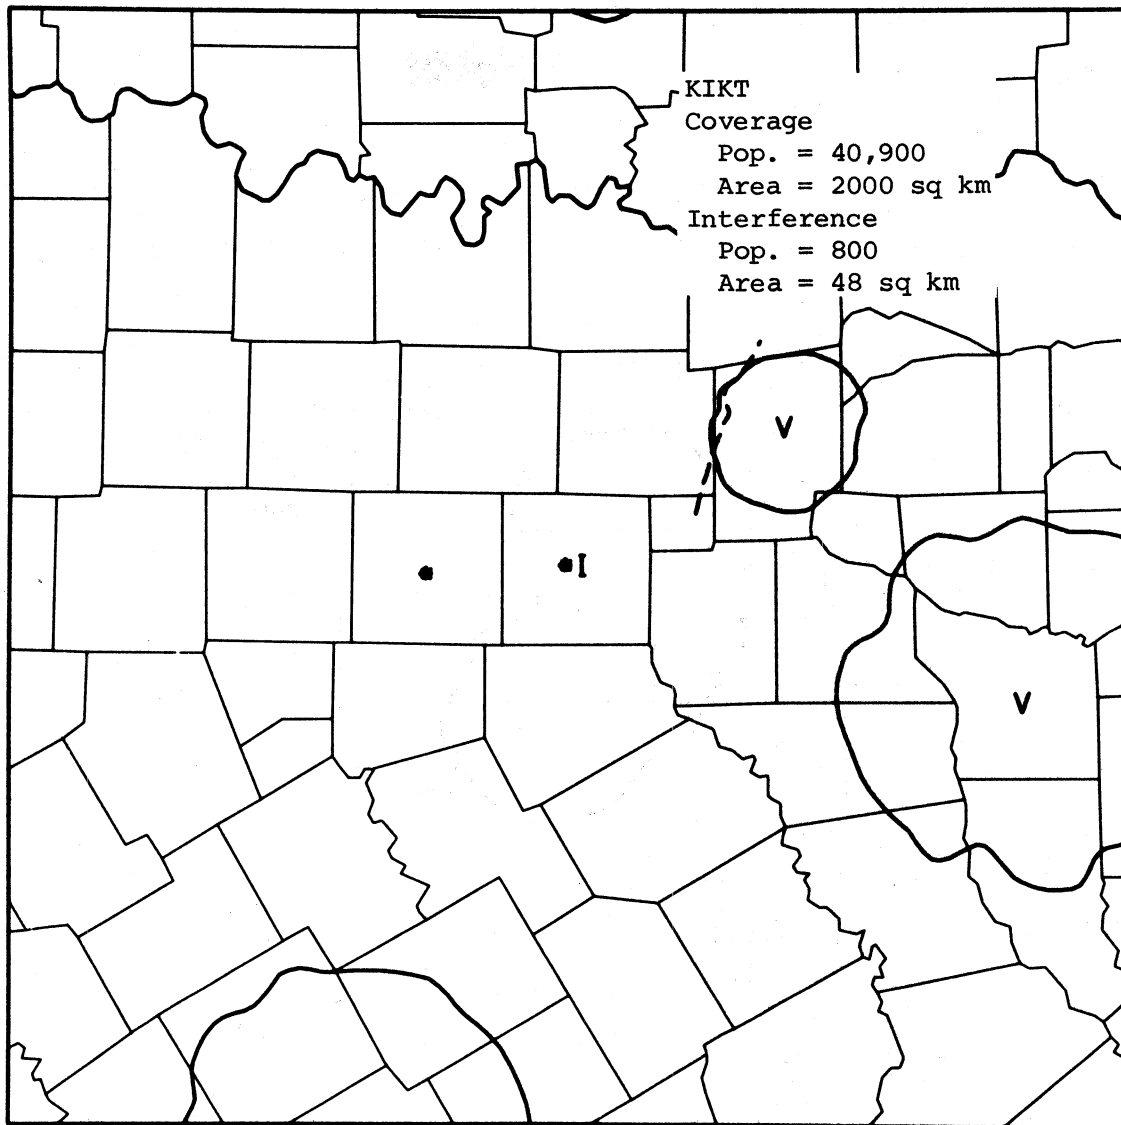 KIKT
Coverage
Pop. = 40,900
Area = 2000 sq km
Interference
Pop. = 800
Area = 48 sq km
V
I
V